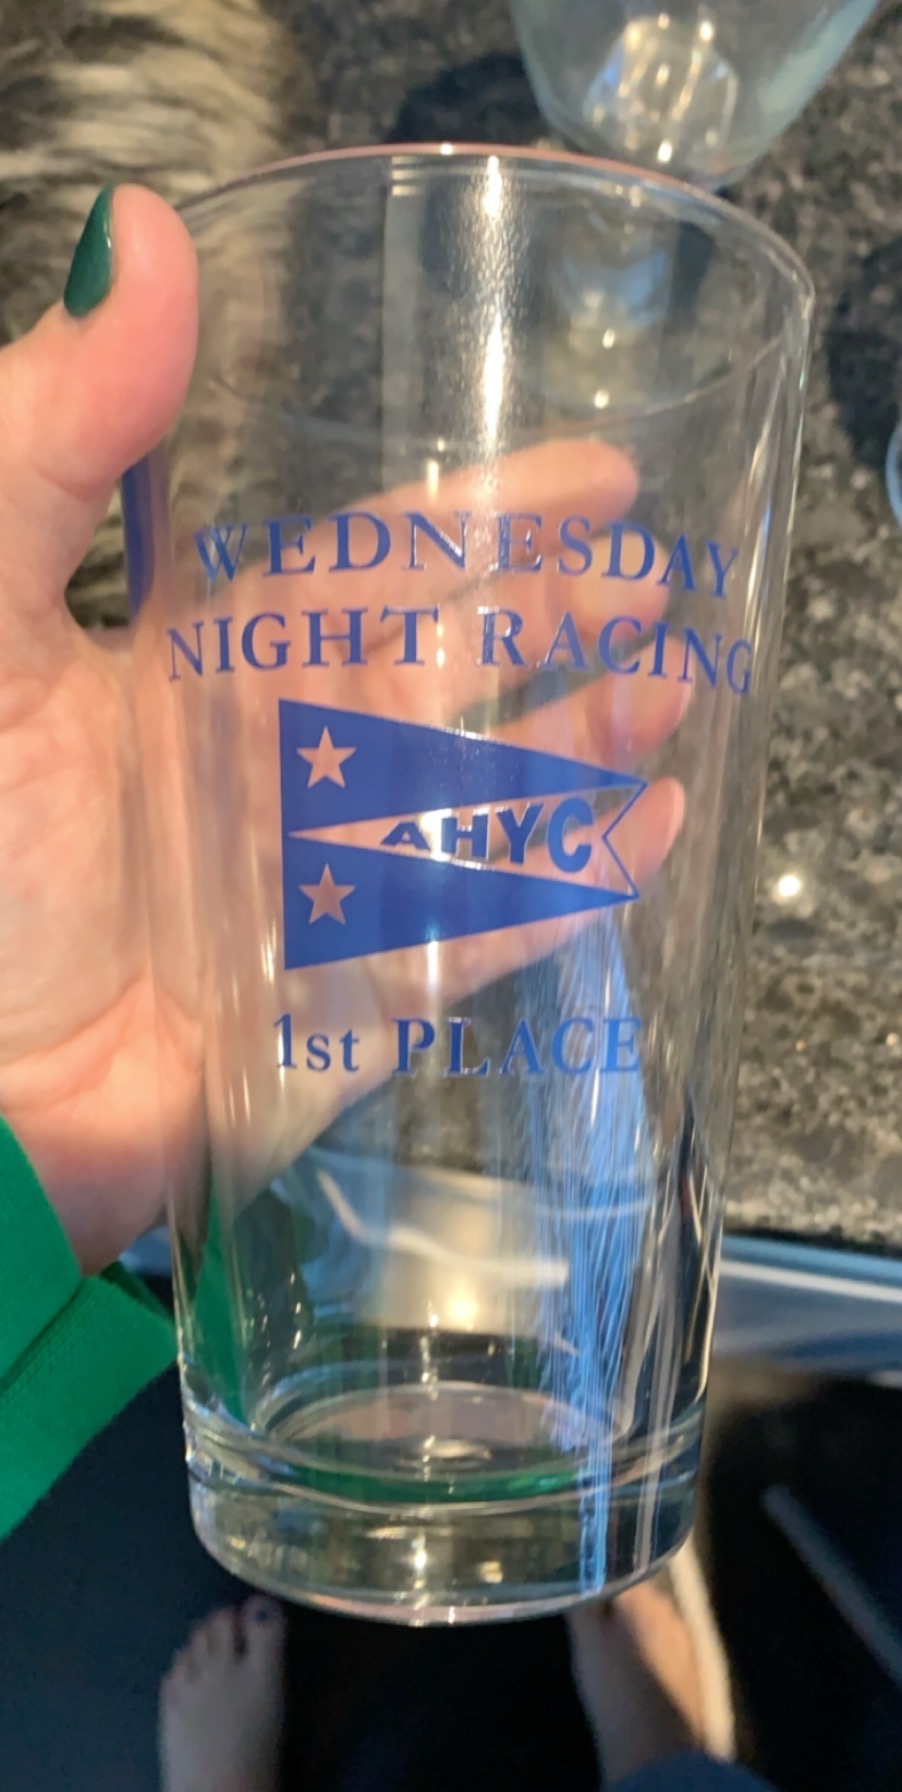 WEDNESDAY
NIGHT RACING
AHYC
1st PLACE